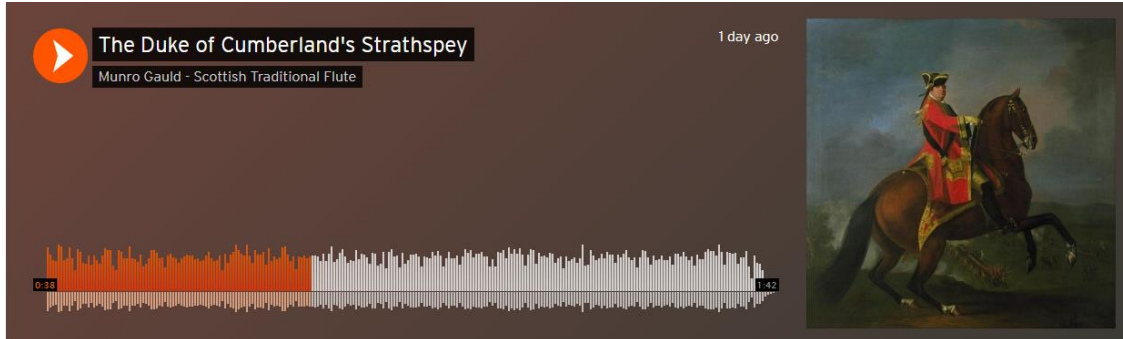 The Duke of Cumberland's Strathspey
1 day ago
Munro Gauld - Scottish Traditional Flute
0:38
1:42